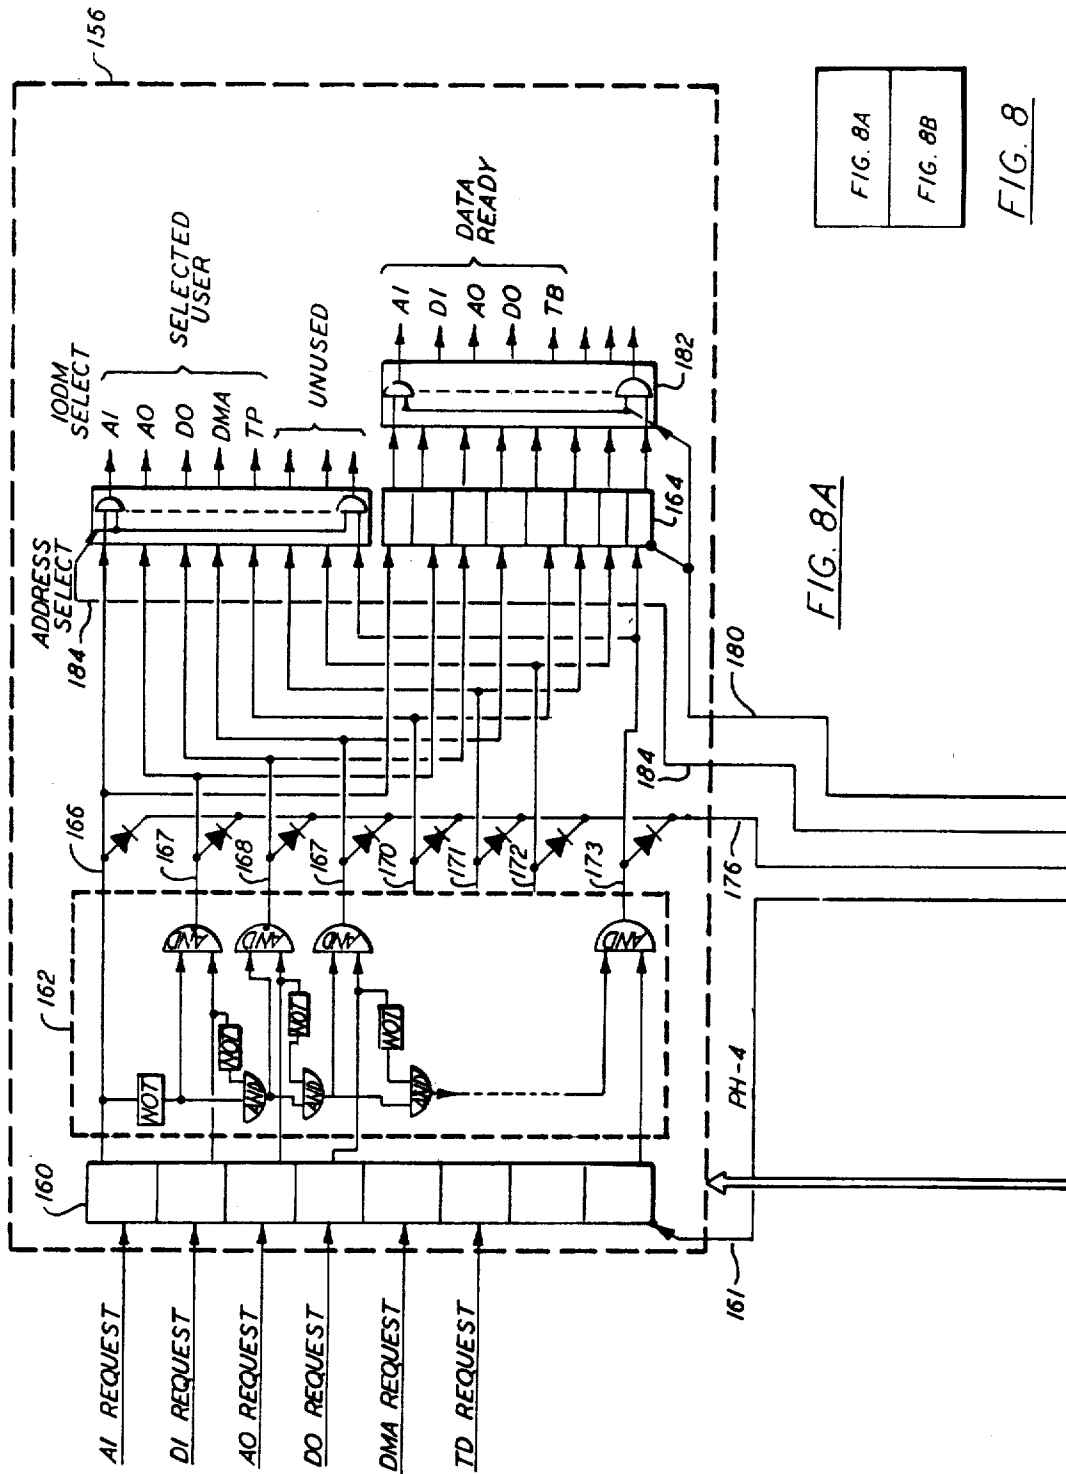 156
IODM
SELECT
ADDRESS
SELECT
184
AI
AO
DO
DMA
TP
SELECTED
USER
UNUSED
AI
DI
AO
DO
TB
DATA
READY
182
164
166
167
168
167
170
171
172
173
184
180
176
162
NOT
NOT
NOT
NOT
AND
AND
AND
AND
AND
AND
AND
160
161
PH-4
AI REQUEST
DI REQUEST
AO REQUEST
DO REQUEST
DMA REQUEST
TD REQUEST
FIG. 8A
FIG. 8A
FIG. 8B
FIG. 8